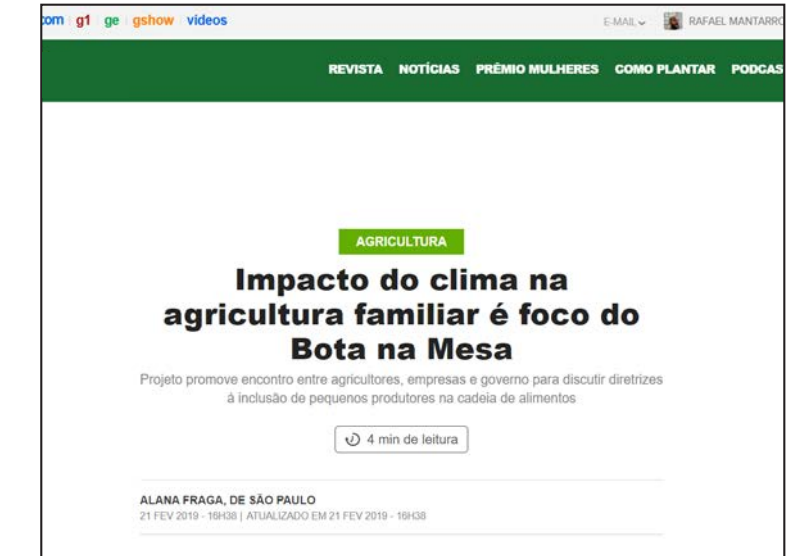 com g1 ge gshow vídeos E-MAIL RAFAEL MANTARRO
REVISTA NOTÍCIAS PRÊMIO MULHERES COMO PLANTAR PODCAS
AGRICULTURA
Impacto do clima na
agricultura familiar é foco do
Bota na Mesa
Projeto promove encontro entre agricultores, empresas e governo para discutir diretrizes
á inclusão de pequenos produtores na cadeia de alimentos
4 min de leitura
ALANA FRAGA, DE SÃO PAULO
21 FEV 2019 - 16H38 | ATUALIZADO EM 21 FEV 2019 - 16H38